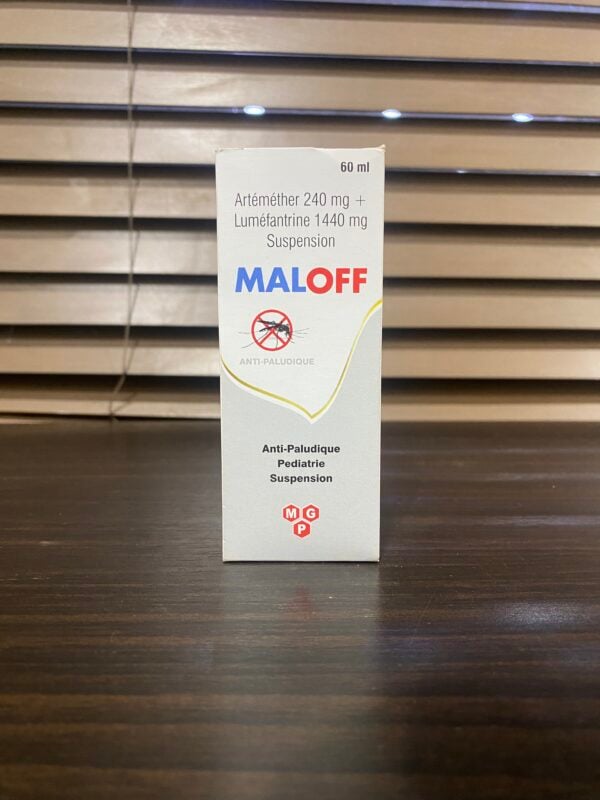 60 ml
Artéméther 240 mg +
Luméfantrine 1440 mg
Suspension
MALOFF
ANTI-PALUDIQUE
Anti-Paludique
Pediatrie
Suspension
M G
P